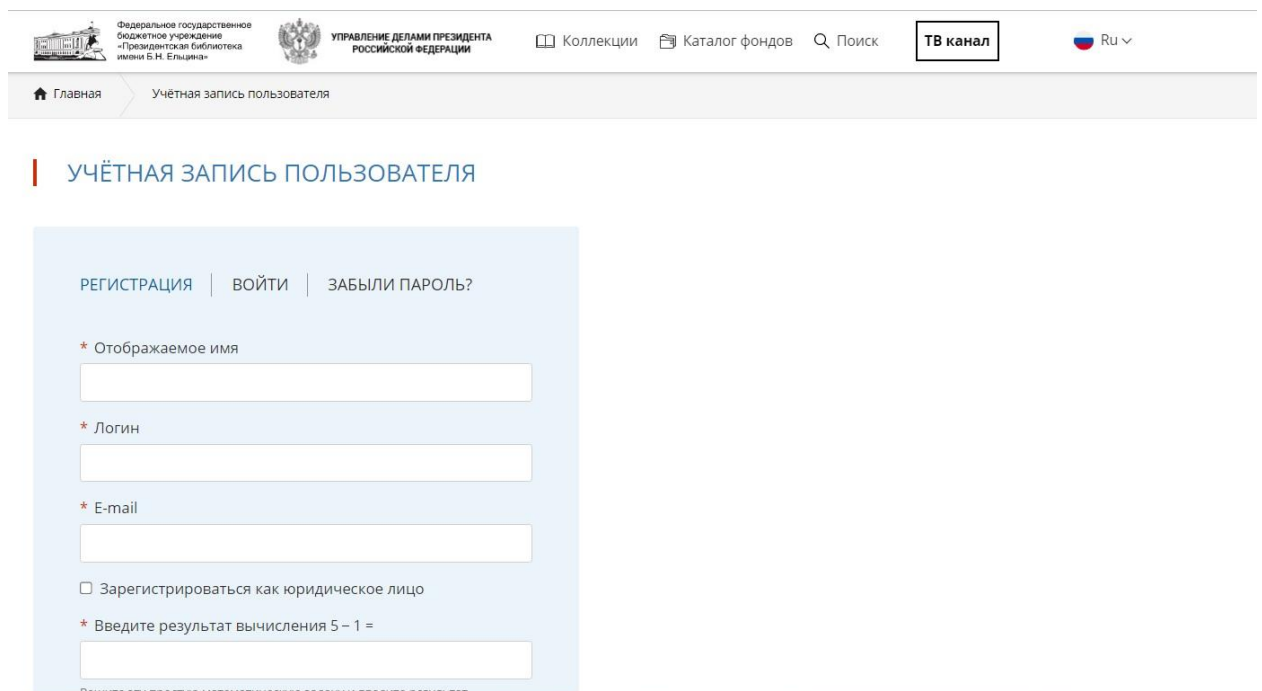 Федеральное государственное
бюджетное учреждение
«Президентская библиотека
имени Б.Н. Ельцина»
УПРАВЛЕНИЕ ДЕЛАМИ ПРЕЗИДЕНТА
РОССИЙСКОЙ ФЕДЕРАЦИИ
Коллекции Каталог фондов Поиск ТВ канал Ru
Главная Учётная запись пользователя
УЧЁТНАЯ ЗАПИСЬ ПОЛЬЗОВАТЕЛЯ
РЕГИСТРАЦИЯ ВОЙТИ ЗАБЫЛИ ПАРОЛЬ?
* Отображаемое имя
* Логин
* E-mail
Зарегистрироваться как юридическое лицо
* Введите результат вычисления 5 − 1 =